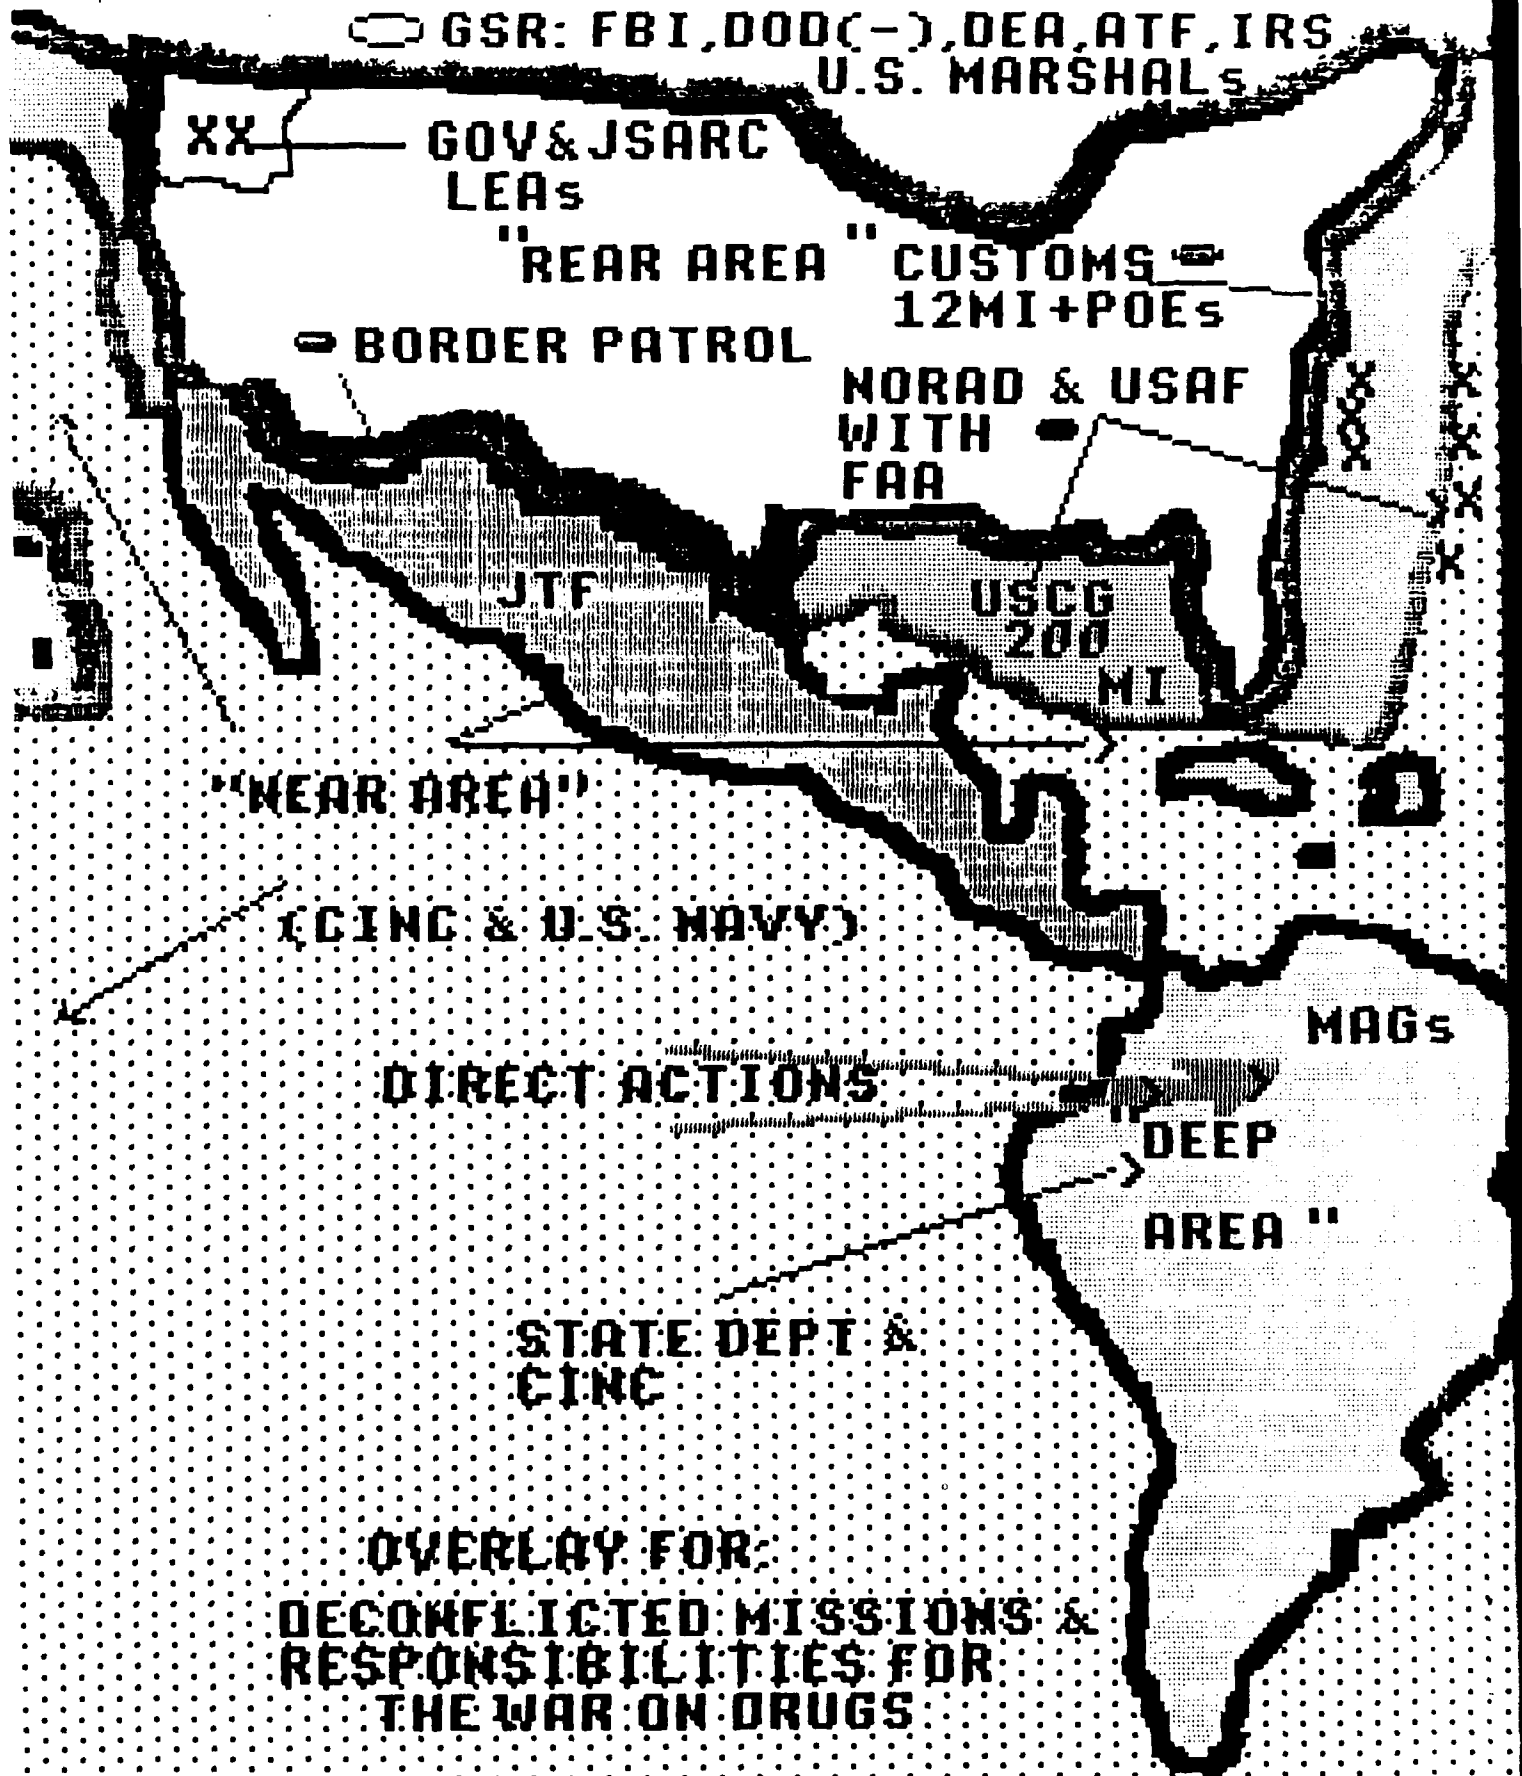 GSR: FBI,DOD(-),DEA,ATF,IRS
U.S. MARSHALs
XX
GOV&JSARC
LEAs
"REAR AREA"
CUSTOMS
12MI+POEs
BORDER PATROL
NORAD & USAF
WITH
FAA
XXX
XXXXX
JTF
USCG
200
MI
"NEAR AREA"
(CINC & U.S. NAVY)
MAGs
DIRECT ACTIONS
"DEEP
AREA"
STATE DEPT &
CINC
OVERLAY FOR:
DECONFLICTED MISSIONS &
RESPONSIBILITIES FOR
THE WAR ON DRUGS